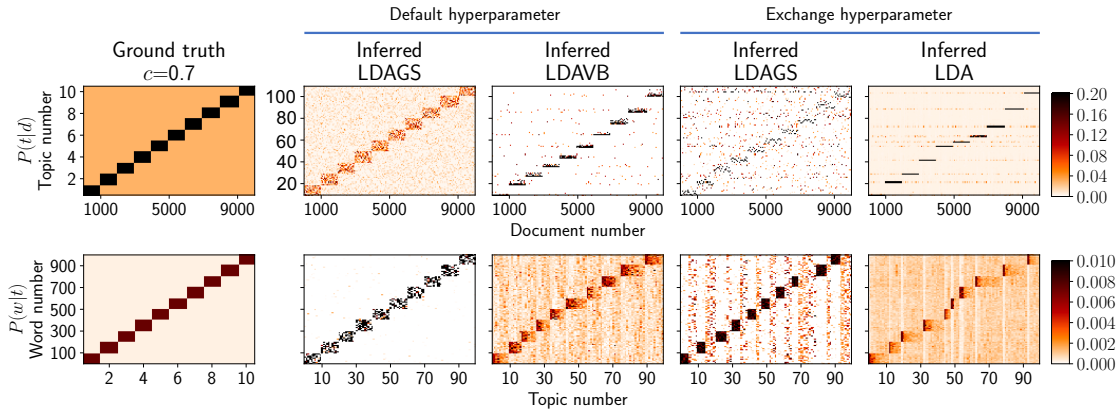 Default hyperparameter
Exchange hyperparameter
Ground truth
c=0.7
Inferred
LDAGS
Inferred
LDAVB
Inferred
LDAGS
Inferred
LDA
P(t|d)
Topic number
10
8
6
4
2
1000 5000 9000
100
80
60
40
20
1000 5000 9000
1000 5000 9000
1000 5000 9000
1000 5000 9000
0.20
0.16
0.12
0.08
0.04
0.00
Document number
P(w|t)
Word number
900
700
500
300
100
2 4 6 8 10
10 30 50 70 90
10 30 50 70 90
10 30 50 70 90
10 30 50 70 90
0.010
0.008
0.006
0.004
0.002
0.000
Topic number